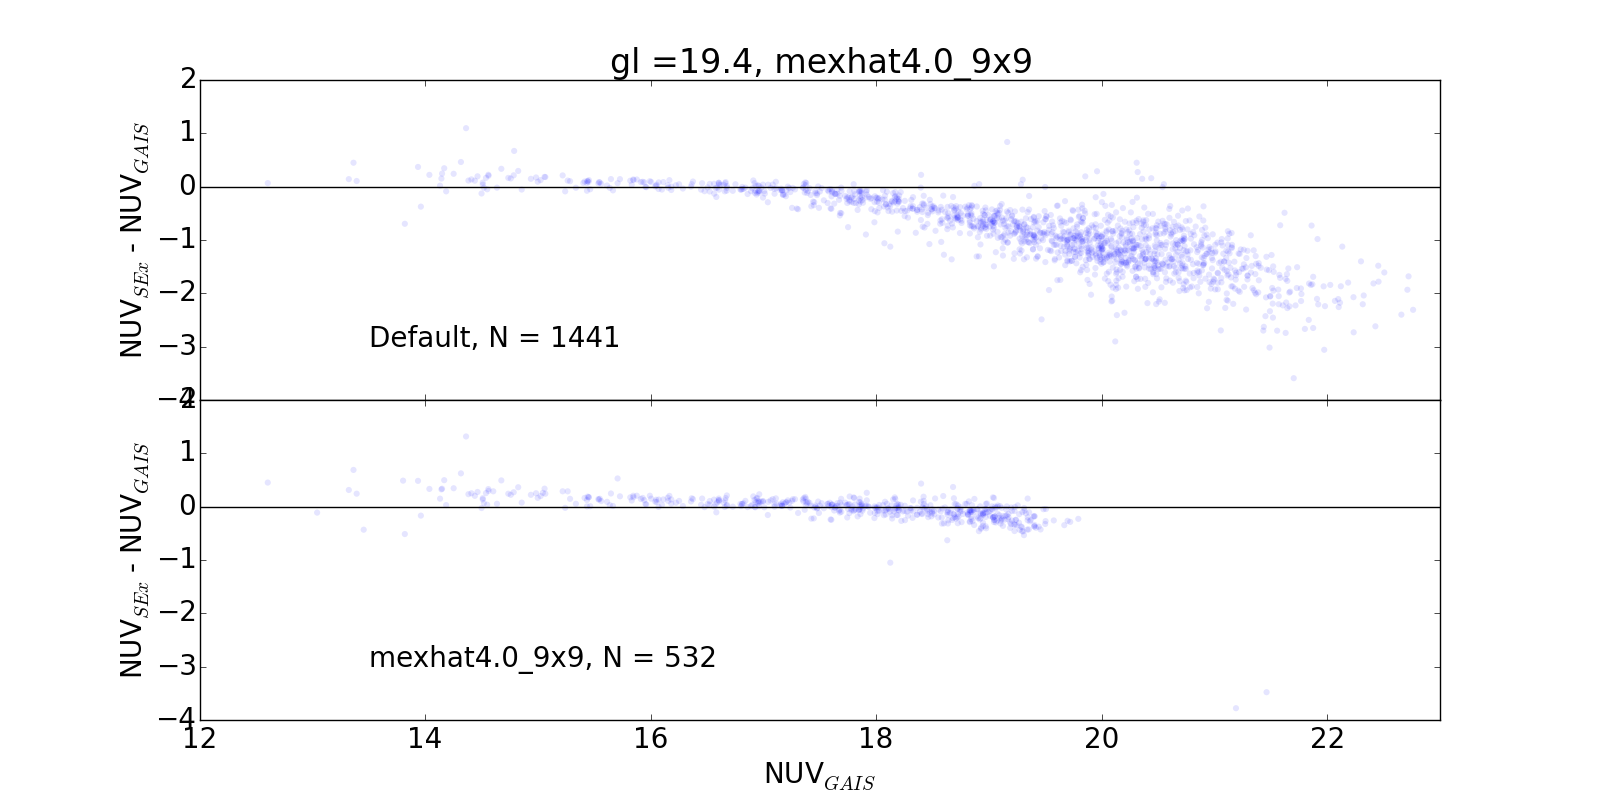 gl =19.4, mexhat4.0_9x9
2
1
0
−1
−2
−3
−4
NUV_SEx - NUV_GAIS
Default, N = 1441
2
1
0
−1
−2
−3
−4
NUV_SEx - NUV_GAIS
mexhat4.0_9x9, N = 532
12 14 16 18 20 22
NUV_GAIS